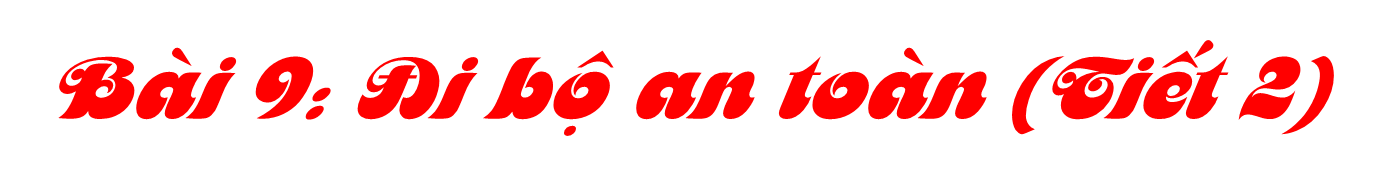 Bài 9: Đi bộ an toàn (Tiết 2)